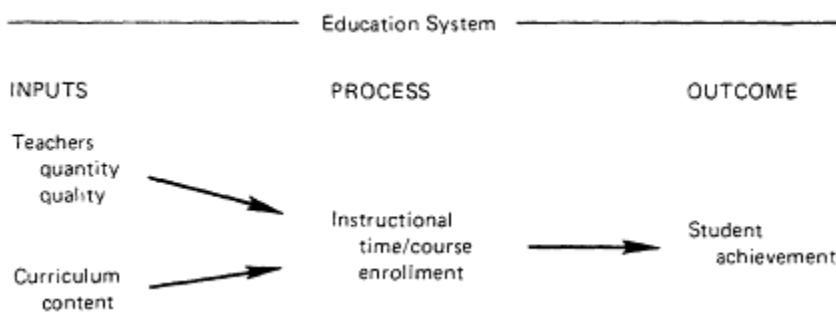 Education System
INPUTS PROCESS OUTCOME
Teachers
quantity
quality
Instructional
time/course
enrollment
Student
achievement
Curriculum
content